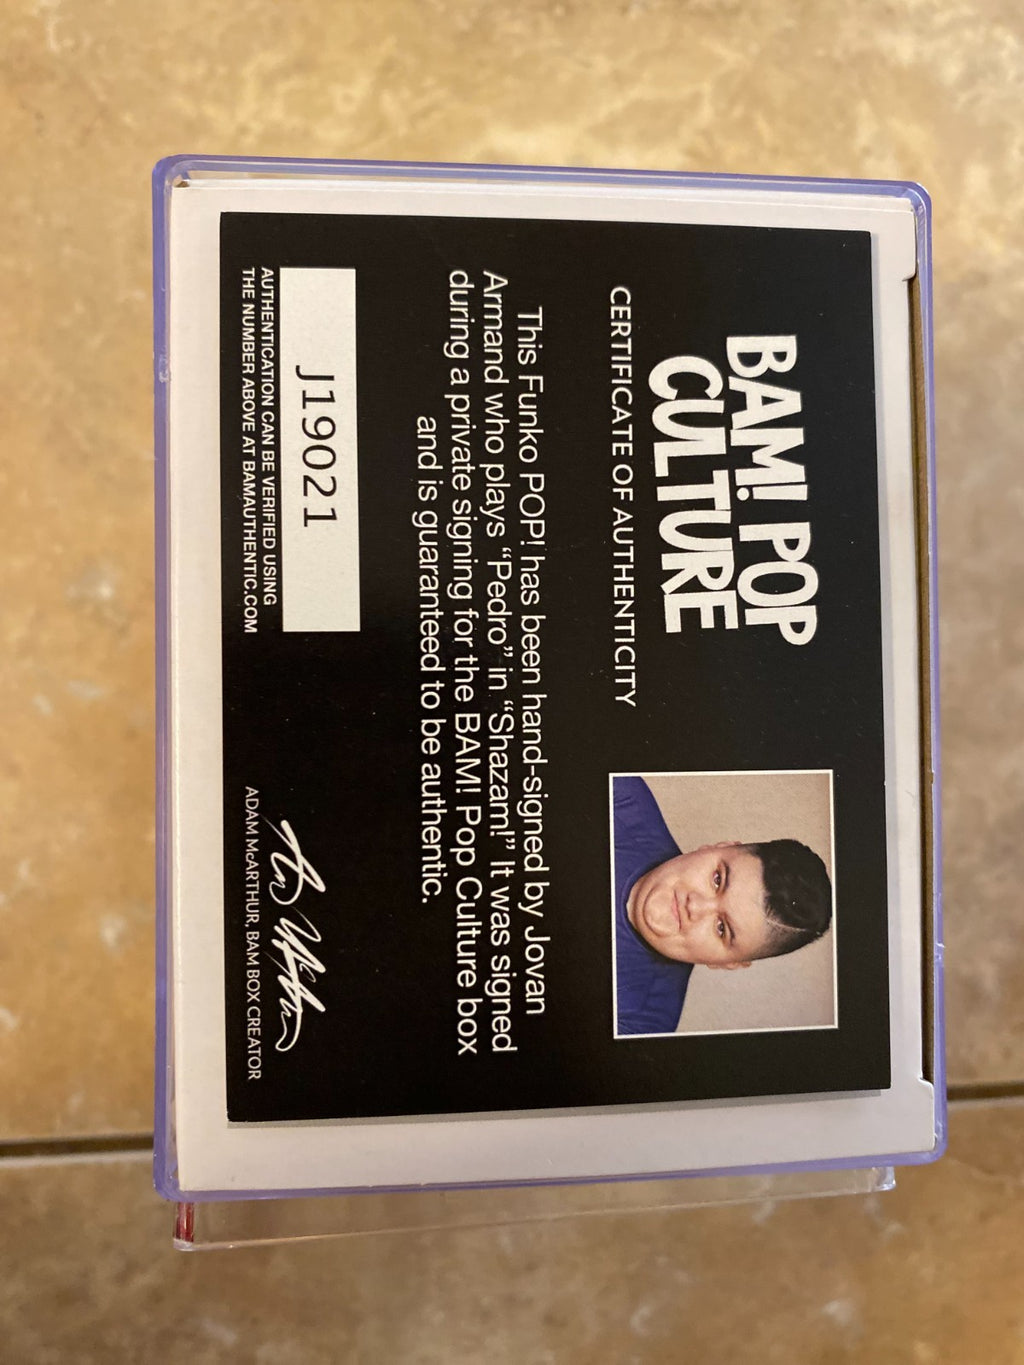 BAM! POP
CULTURE
CERTIFICATE OF AUTHENTICITY
This Funko POP! has been hand-signed by Jovan
Armand who plays “Pedro” in “Shazam!” It was signed
during a private signing for the BAM! Pop Culture box
and is guaranteed to be authentic.
J19021
AUTHENTICATION CAN BE VERIFIED USING
THE NUMBER ABOVE AT BAMAUTHENTIC.COM
ADAM McARTHUR, BAM BOX CREATOR